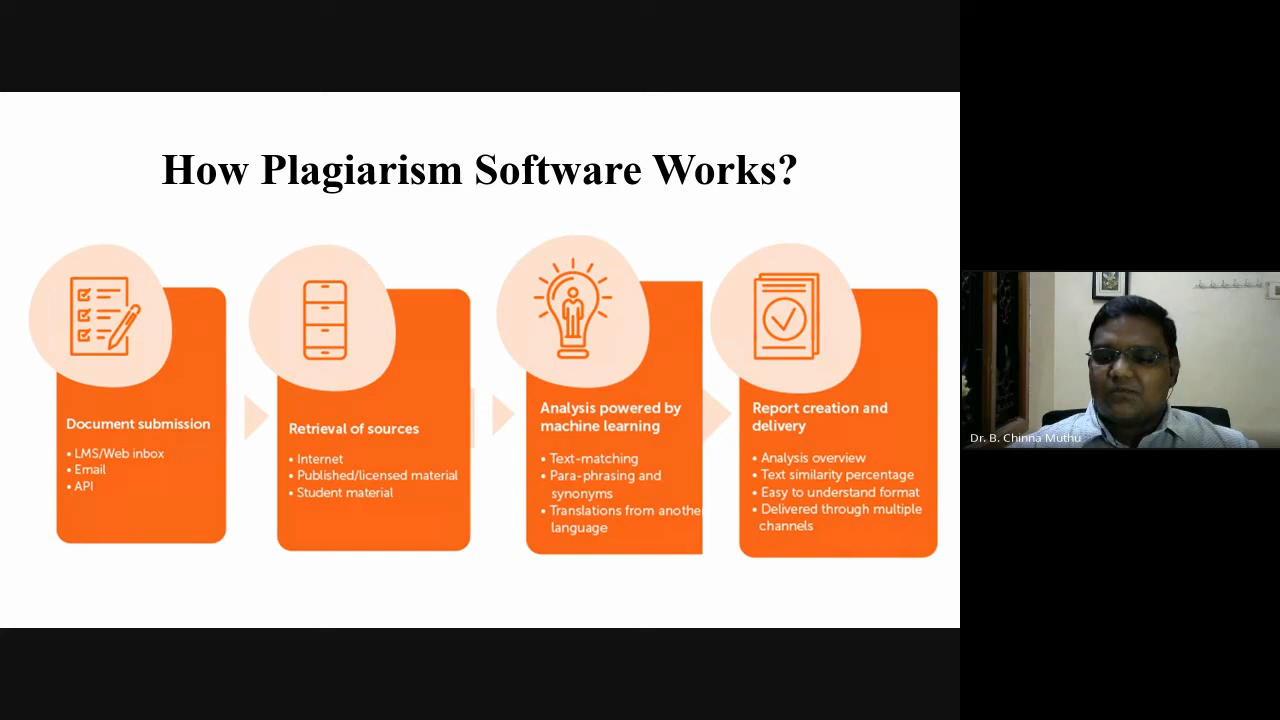 How Plagiarism Software Works?
Document submission
• LMS/Web inbox
• Email
• API
Retrieval of sources
• Internet
• Published/licensed material
• Student material
Analysis powered by
machine learning
• Text-matching
• Para-phrasing and
synonyms
• Translations from anothe
language
Report creation and
delivery
• Analysis overview
• Text similarity percentage
• Easy to understand format
• Delivered through multiple
channels
Dr. B. Chinna Muthu